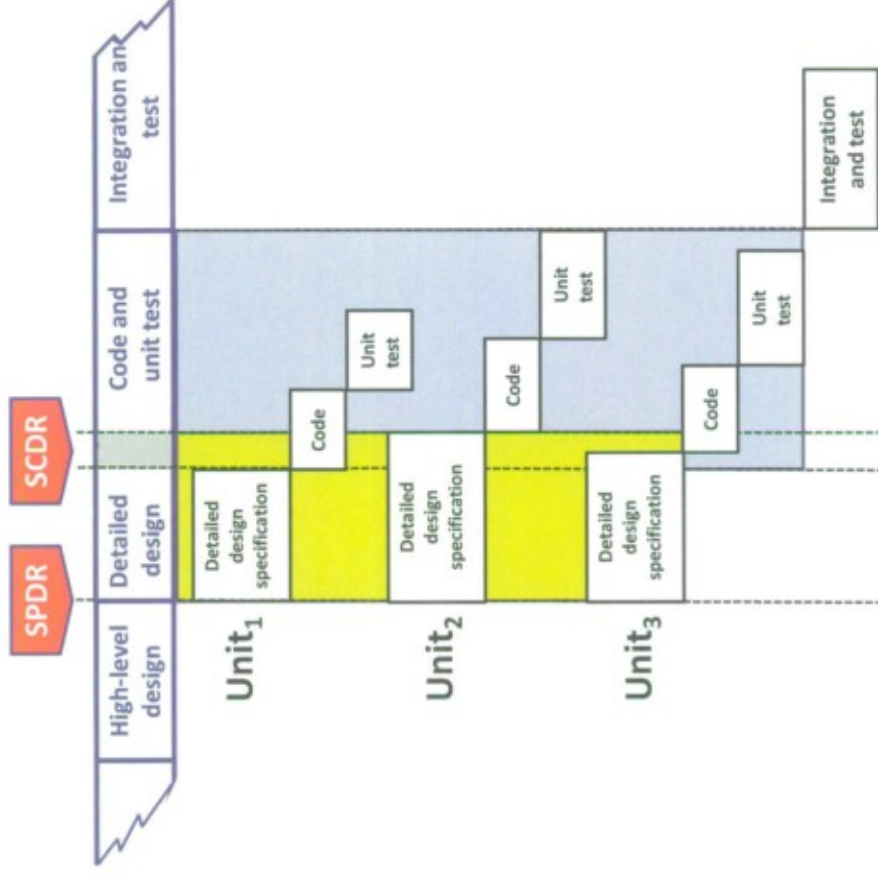 SPDR
SCDR
High-level
design
Detailed
design
Code and
unit test
Integration an
test
Unit1
Detailed
design
specification
Code
Unit
test
Unit2
Detailed
design
specification
Code
Unit
test
Unit3
Detailed
design
specification
Code
Unit
test
Integration
and test